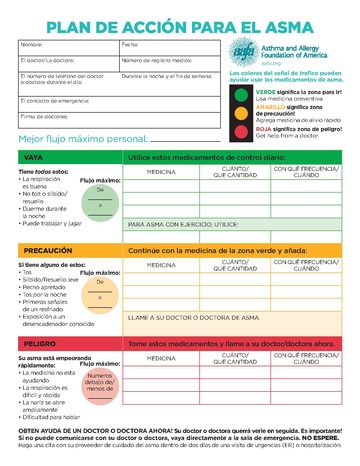 PLAN DE ACCIÓN PARA EL ASMA
Nombre:
Fecha:
El doctor/La doctora:
Número de registro médico:
El número de teléfono del doctor
o doctora durante el día:
Durante la noche y el fin de semana:
El contacto de emergencia:
Firma de doctores:
aafa
Asthma and Allergy
Foundation of America
aafa.org
Los colores del señal de trafico pueden
ayudar usar los medicamentos de asma.
VERDE significa la zona para ir!
Usa medicina preventiva.
AMARILLO significa zona
de precaución!
Agrega medicina de alivio rápido.
ROJA significa zona de peligro!
Get help from a doctor.
Mejor flujo máximo personal:
VAYA
Utilice estos medicamentos de control diario:
Tiene todos estos:
• La respiración
es buena
• No toz o silbido/
resuello
• Duerme durante
la noche
• Puede trabajar y jugar
Flujo máximo:
De
a
MEDICINA
CUÁNTO/
QUÉ CANTIDAD
CON QUÉ FRECUENCIA/
CUÁNDO
PARA ASMA CON EJERCICIO, UTILICE:
PRECAUCIÓN
Continúe con la medicina de la zona verde y añada:
Si tiene alguno de estos:
• Tos
• Silbido/Resuello leve
• Pecho apretado
• Tos por la noche
• Primeras señales
de un resfriado
• Exposición a un
desencadenador conocido
Flujo máximo:
De
a
MEDICINA
CUÁNTO/
QUÉ CANTIDAD
CON QUÉ FRECUENCIA/
CUÁNDO
LLAME A SU DOCTOR O DOCTORA DE ASMA.
PELIGRO
Tome estos medicamentos y llame a su doctor/doctora ahora.
Su asma está empeorando
rápidamente:
• La medicina no esta
ayudando
• La respiración es
difícil y rápida
• La nariz se abre
ampliamente
• Dificultad para hablar
Flujo máximo:
Números
debajo de/
menos de
MEDICINA
CUÁNTO/
QUÉ CANTIDAD
CON QUÉ FRECUENCIA/
CUÁNDO
OBTEN AYUDA DE UN DOCTOR O DOCTORA AHORA! Su doctor o doctora querrá verle en seguida. Es importante!
Si no puede comunicarse con su doctor o doctora, vaya directamente a la sala de emergencia. NO ESPERE.
Haga una cita con su proveedor de cuidado del asma dentro de dos días de una visita de urgencias (ER) o hospitalización.